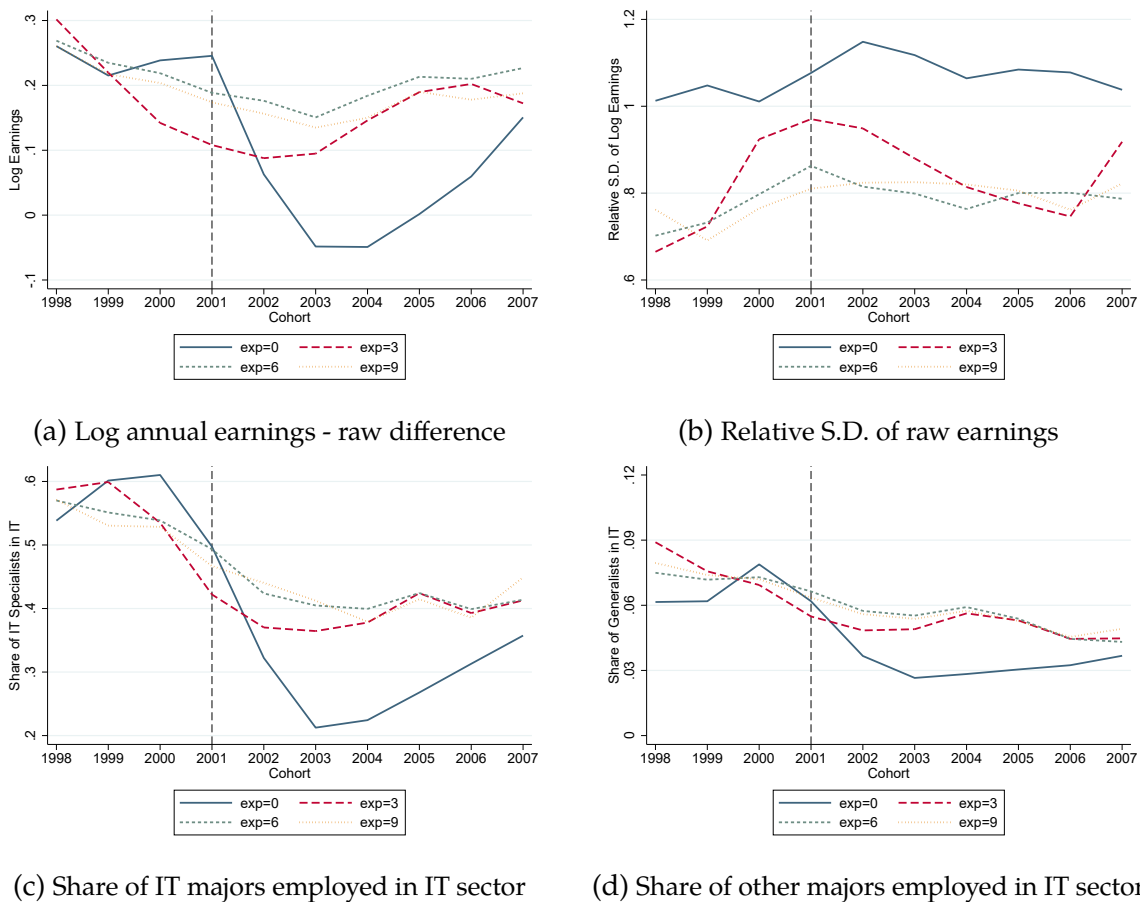 .3
.2
.1
0
-.1
Log Earnings
1998 1999 2000 2001 2002 2003 2004 2005 2006 2007
Cohort
exp=0 exp=3
exp=6 exp=9
(a) Log annual earnings - raw difference
1.2
1
.8
.6
Relative S.D. of Log Earnings
1998 1999 2000 2001 2002 2003 2004 2005 2006 2007
Cohort
exp=0 exp=3
exp=6 exp=9
(b) Relative S.D. of raw earnings
.6
.5
.4
.3
.2
Share of IT Specialists in IT
1998 1999 2000 2001 2002 2003 2004 2005 2006 2007
Cohort
exp=0 exp=3
exp=6 exp=9
(c) Share of IT majors employed in IT sector
.12
.09
.06
.03
0
Share of Generalists in IT
1998 1999 2000 2001 2002 2003 2004 2005 2006 2007
Cohort
exp=0 exp=3
exp=6 exp=9
(d) Share of other majors employed in IT sector